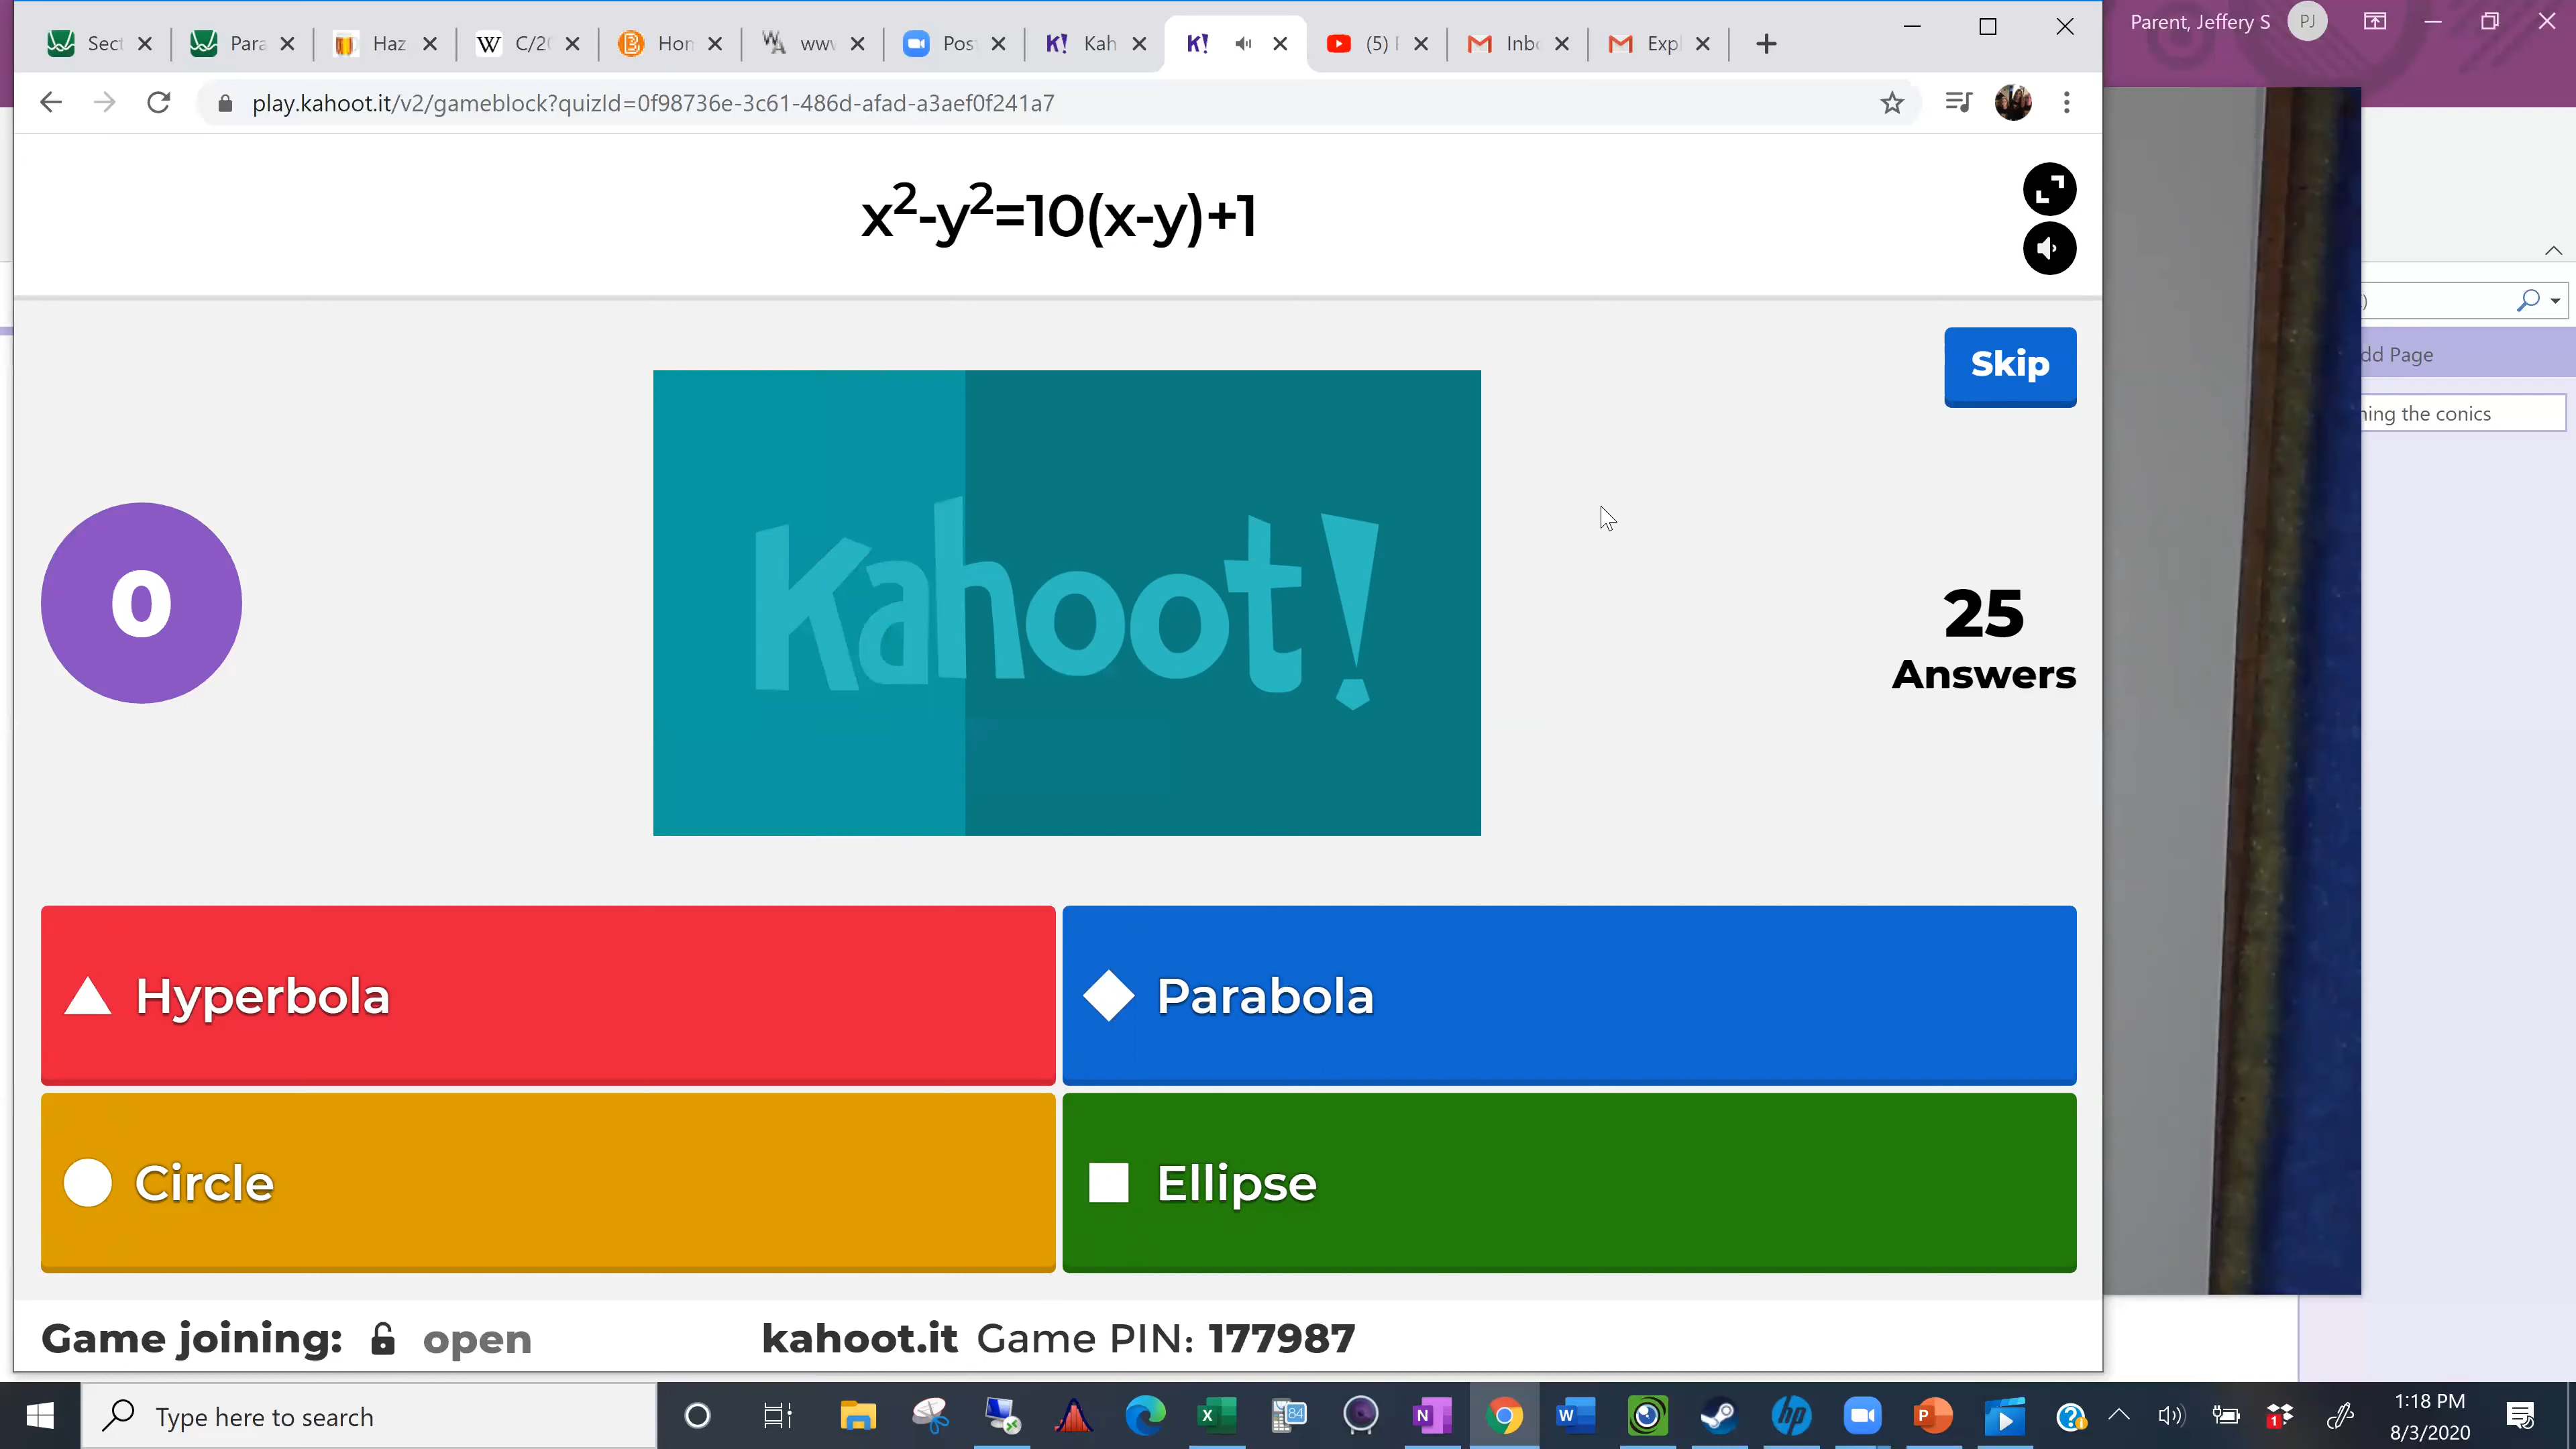 Sect
Para
Haz
C/20
Hon
ww
Pos
Kah
(5)
Inbo
Expl
Parent, Jeffery S
PJ
play.kahoot.it/v2/gameblock?quizId=0f98736e-3c61-486d-afad-a3aef0f241a7
x²-y²=10(x-y)+1
Skip
dd Page
ning the conics
0
Kahoot!
25
Answers
Hyperbola
Parabola
Circle
Ellipse
Game joining: open
kahoot.it Game PIN: 177987
Type here to search
1:18 PM
8/3/2020